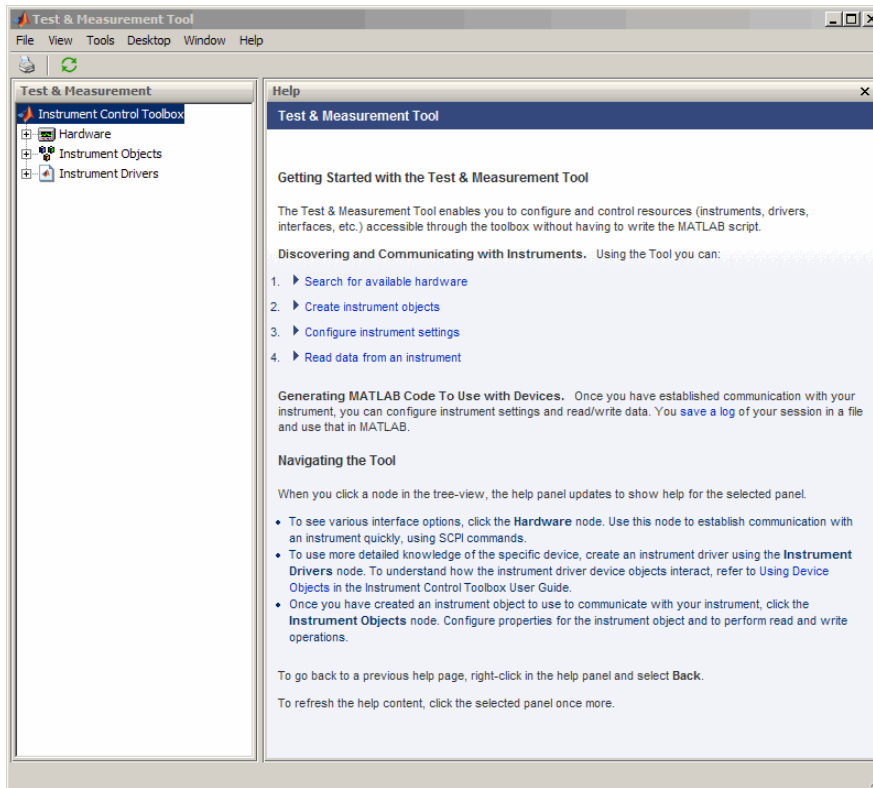 Test & Measurement Tool
File View Tools Desktop Window Help
Test & Measurement
Instrument Control Toolbox
Hardware
Instrument Objects
Instrument Drivers
Help
Test & Measurement Tool
Getting Started with the Test & Measurement Tool
The Test & Measurement Tool enables you to configure and control resources (instruments, drivers,
interfaces, etc.) accessible through the toolbox without having to write the MATLAB script.
Discovering and Communicating with Instruments. Using the Tool you can:
1. Search for available hardware
2. Create instrument objects
3. Configure instrument settings
4. Read data from an instrument
Generating MATLAB Code To Use with Devices. Once you have established communication with your
instrument, you can configure instrument settings and read/write data. You save a log of your session in a file
and use that in MATLAB.
Navigating the Tool
When you click a node in the tree-view, the help panel updates to show help for the selected panel.
• To see various interface options, click the Hardware node. Use this node to establish communication with
an instrument quickly, using SCPI commands.
• To use more detailed knowledge of the specific device, create an instrument driver using the Instrument
Drivers node. To understand how the instrument driver device objects interact, refer to Using Device
Objects in the Instrument Control Toolbox User Guide.
• Once you have created an instrument object to use to communicate with your instrument, click the
Instrument Objects node. Configure properties for the instrument object and to perform read and write
operations.
To go back to a previous help page, right-click in the help panel and select Back.
To refresh the help content, click the selected panel once more.